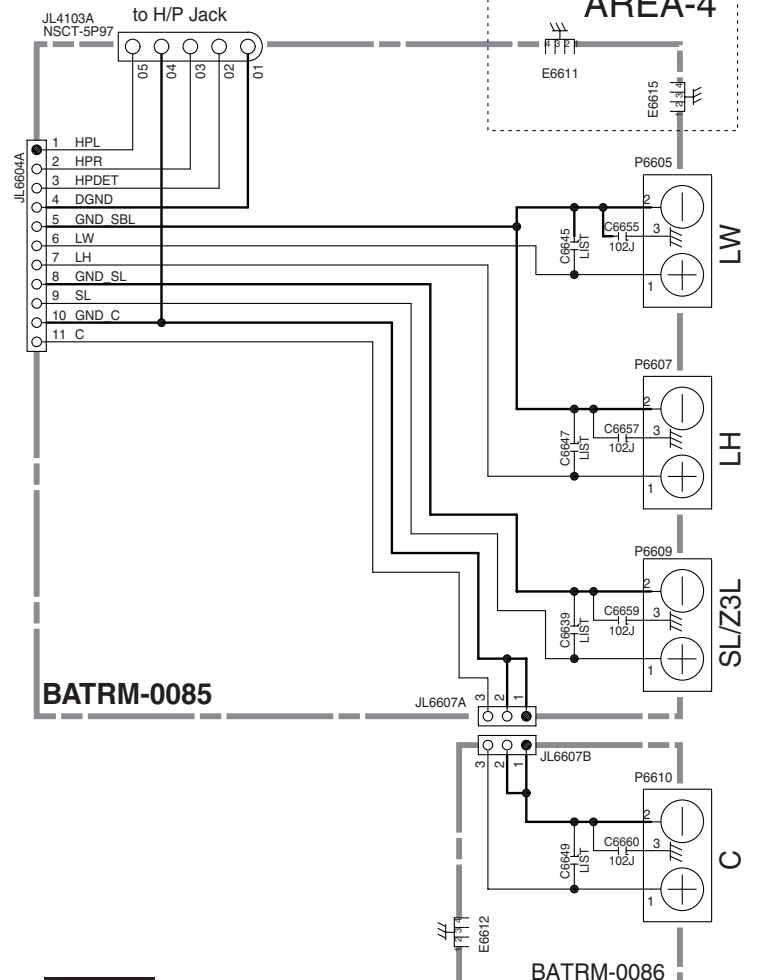 AREA-4
to H/P Jack
JL4103A
NSCT-5P97
05
04
03
02
01
4 3 2 1
E6611
E6615
1 2 3 4
JL6604A
1 HPL
2 HPR
3 HPDET
4 DGND
5 GND_SBL
6 LW
7 LH
8 GND_SL
9 SL
10 GND_C
11 C
P6605
2
C6645
LIST
C6655
102J
3
1
LW
P6607
2
C6647
LIST
C6657
102J
3
1
LH
P6609
2
C6639
LIST
C6659
102J
3
1
SL/Z3L
BATRM-0085
JL6607A
3
2
1
3
2
1
JL6607B
P6610
2
C6649
LIST
C6660
102J
3
1
C
1 2 3 4
E6612
BATRM-0086